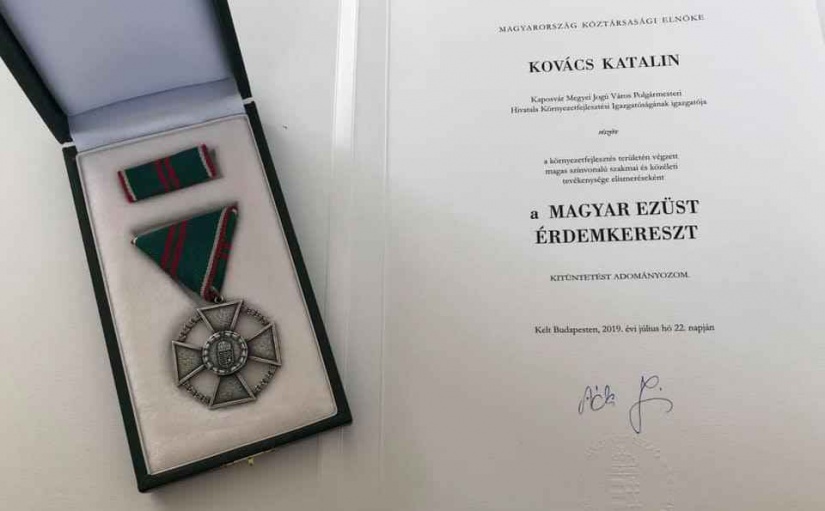 MAGYARORSZÁG KÖZTÁRSASÁGI ELNÖKE
KOVÁCS KATALIN
Kaposvár Megyei Jogú Város Polgármesteri
Hivatala Környezetfejlesztési Igazgatóságának igazgatója
részére
a környezetfejlesztés területén végzett
magas színvonalú szakmai és közéleti
tevékenysége elismeréseként
a MAGYAR EZÜST
ÉRDEMKERESZT
KITÜNTETÉST ADOMÁNYOZOM.
Kelt Budapesten, 2019. évi július hó 22. napján